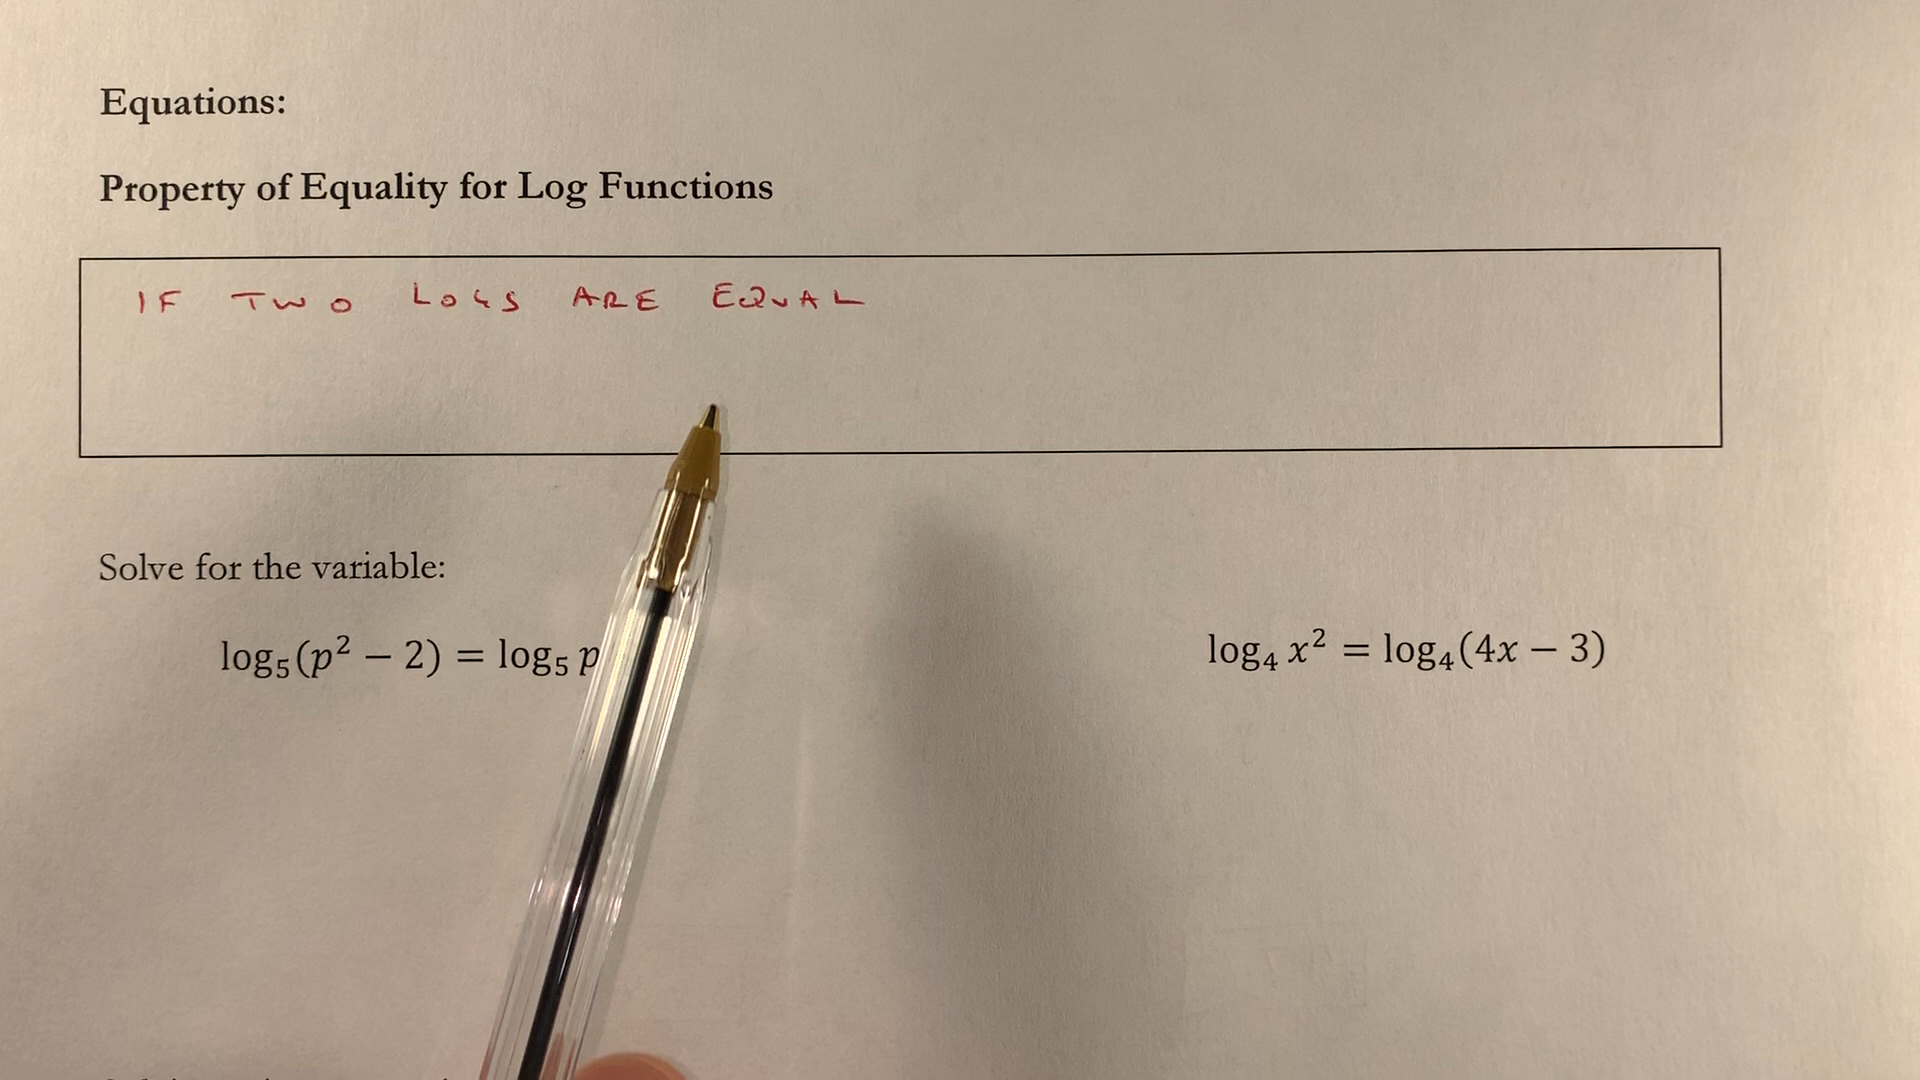 Equations:
Property of Equality for Log Functions
IF TWO LOGS ARE EQUAL
Solve for the variable:
log₅(p² − 2) = log₅ p
log₄ x² = log₄(4x − 3)